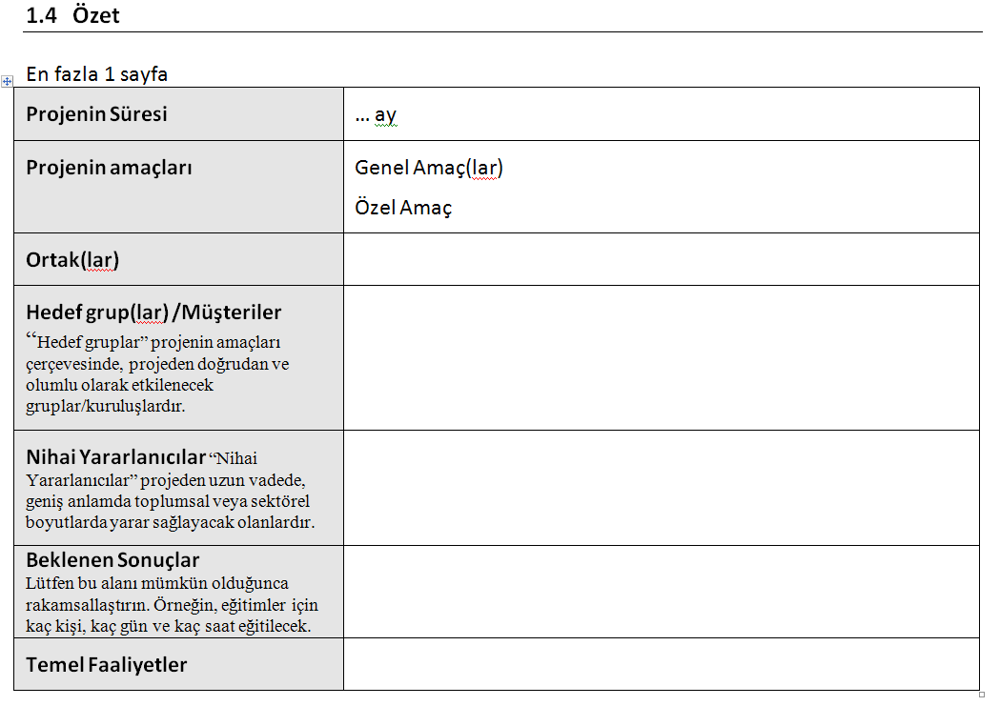 1.4 Özet
En fazla 1 sayfa
Projenin Süresi
... ay
Projenin amaçları
Genel Amaç(lar)
Özel Amaç
Ortak(lar)
Hedef grup(lar) /Müşteriler
“Hedef gruplar” projenin amaçları
çerçevesinde, projeden doğrudan ve
olumlu olarak etkilenecek
gruplar/kuruluşlardır.
Nihai Yararlanıcılar “Nihai
Yararlanıcılar” projeden uzun vadede,
geniş anlamda toplumsal veya sektörel
boyutlarda yarar sağlayacak olanlardır.
Beklenen Sonuçlar
Lütfen bu alanı mümkün olduğunca
rakamsallaştırın. Örneğin, eğitimler için
kaç kişi, kaç gün ve kaç saat eğitilecek.
Temel Faaliyetler